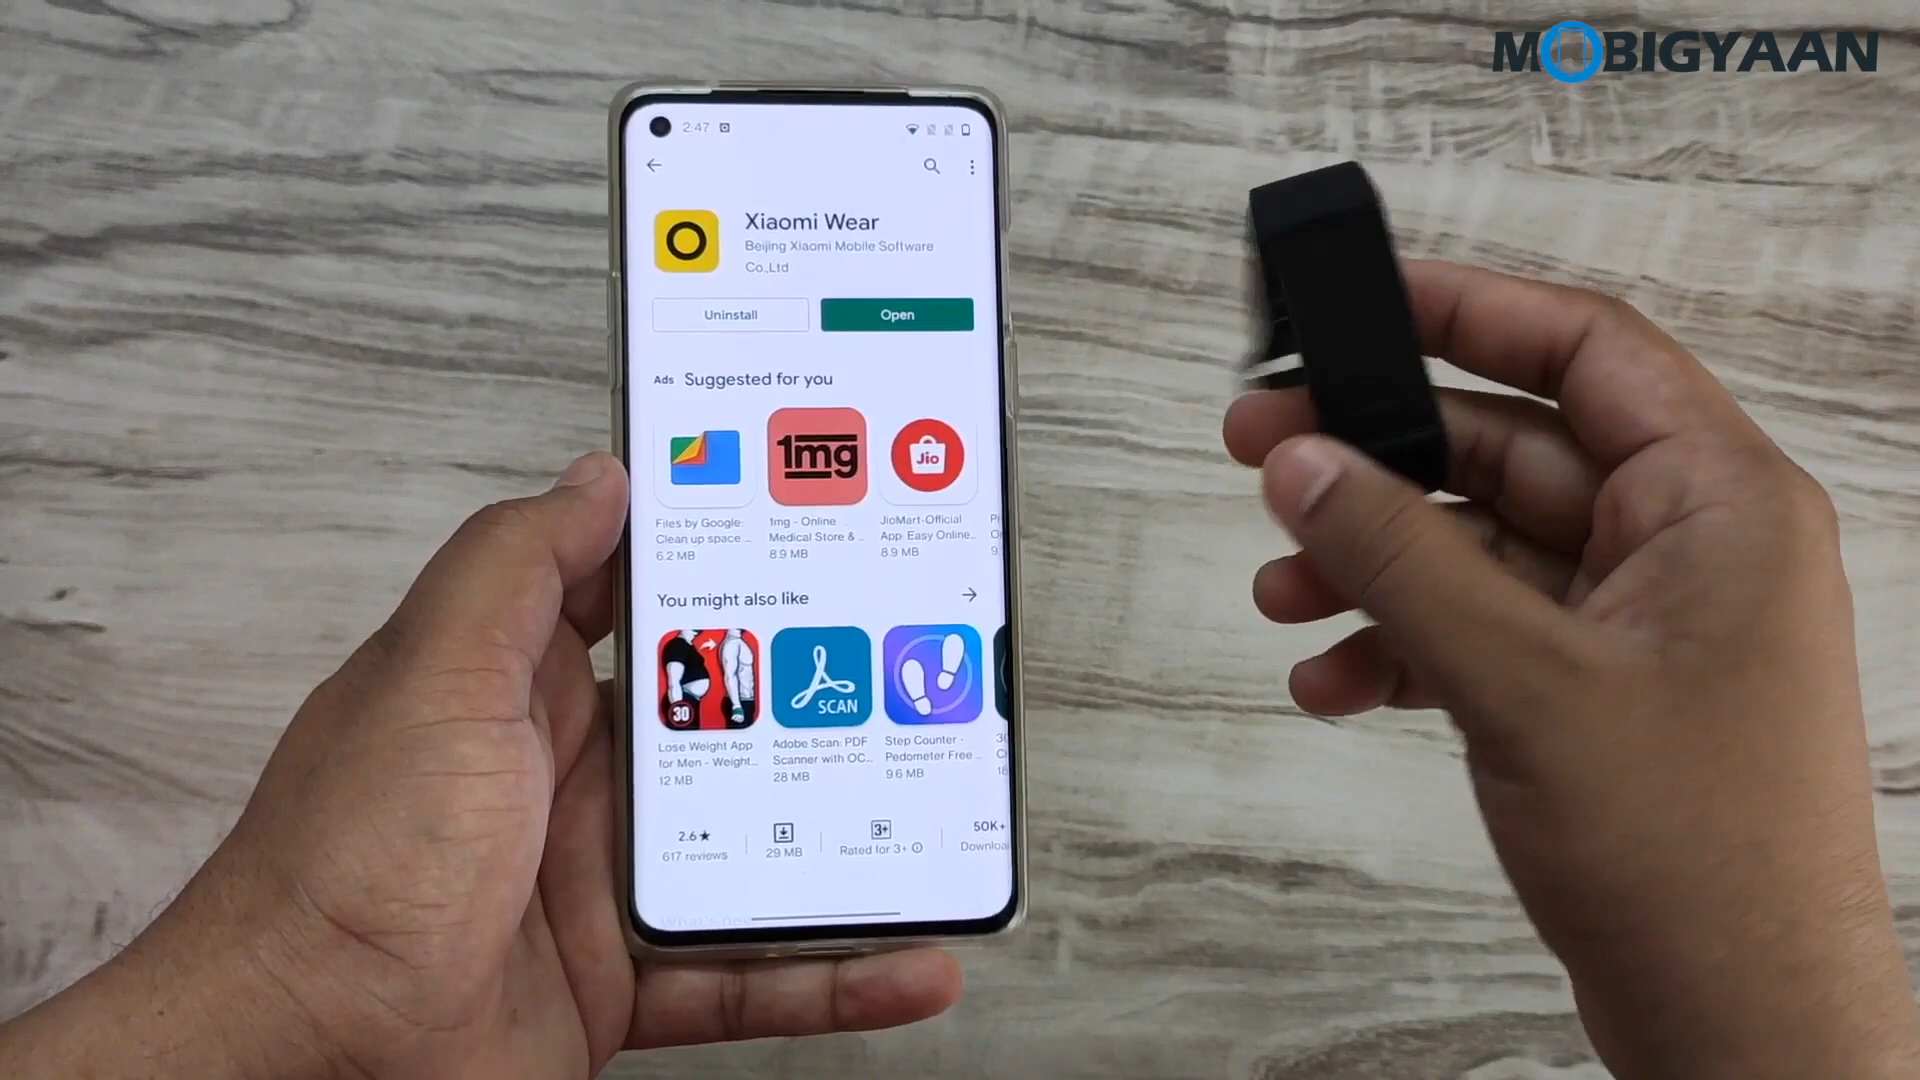 MOBIGYAAN
2:47
Xiaomi Wear
Beijing Xiaomi Mobile Software
Co.,Ltd
Uninstall
Open
Ads Suggested for you
1mg
Jio
Files by Google:
Clean up space ...
6.2 MB
1mg - Online
Medical Store & ..
8.9 MB
JioMart-Official
App: Easy Online...
8.9 MB
You might also like
30
SCAN
Lose Weight App
for Men - Weight...
12 MB
Adobe Scan: PDF
Scanner with OC...
28 MB
Step Counter -
Pedometer Free ...
9.6 MB
2.6★
617 reviews
29 MB
3+
Rated for 3+
50K+
Downloa
What's new